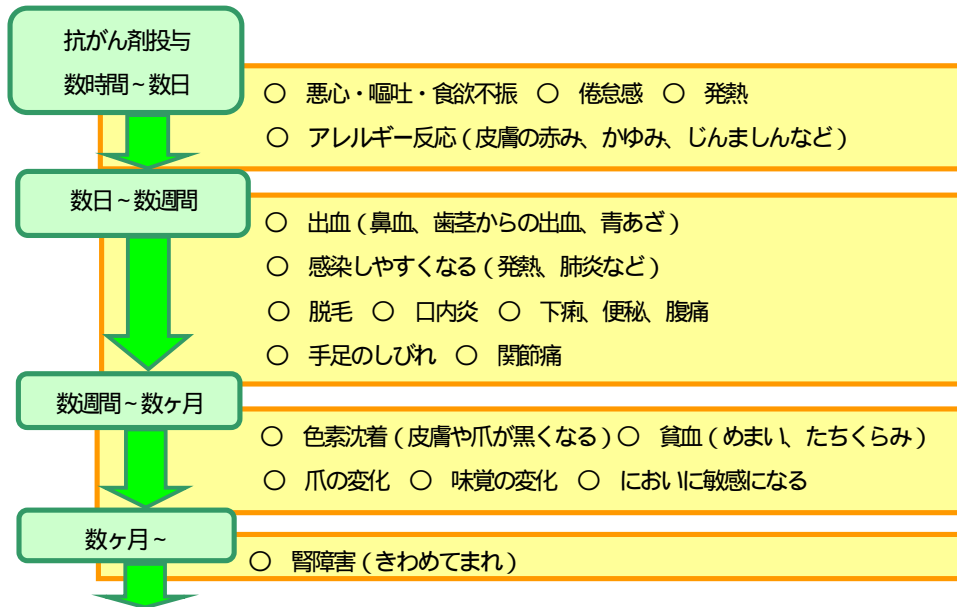 抗がん剤投与
数時間~数日
○ 悪心・嘔吐・食欲不振 ○ 倦怠感 ○ 発熱
○ アレルギー反応(皮膚の赤み、かゆみ、じんましんなど)
数日~数週間
○ 出血(鼻血、歯茎からの出血、青あざ)
○ 感染しやすくなる(発熱、肺炎など)
○ 脱毛 ○ 口内炎 ○ 下痢、便秘、腹痛
○ 手足のしびれ ○ 関節痛
数週間~数ヶ月
○ 色素沈着(皮膚や爪が黒くなる)○ 貧血(めまい、たちくらみ)
○ 爪の変化 ○ 味覚の変化 ○ においに敏感になる
数ヶ月~
○ 腎障害(きわめてまれ)